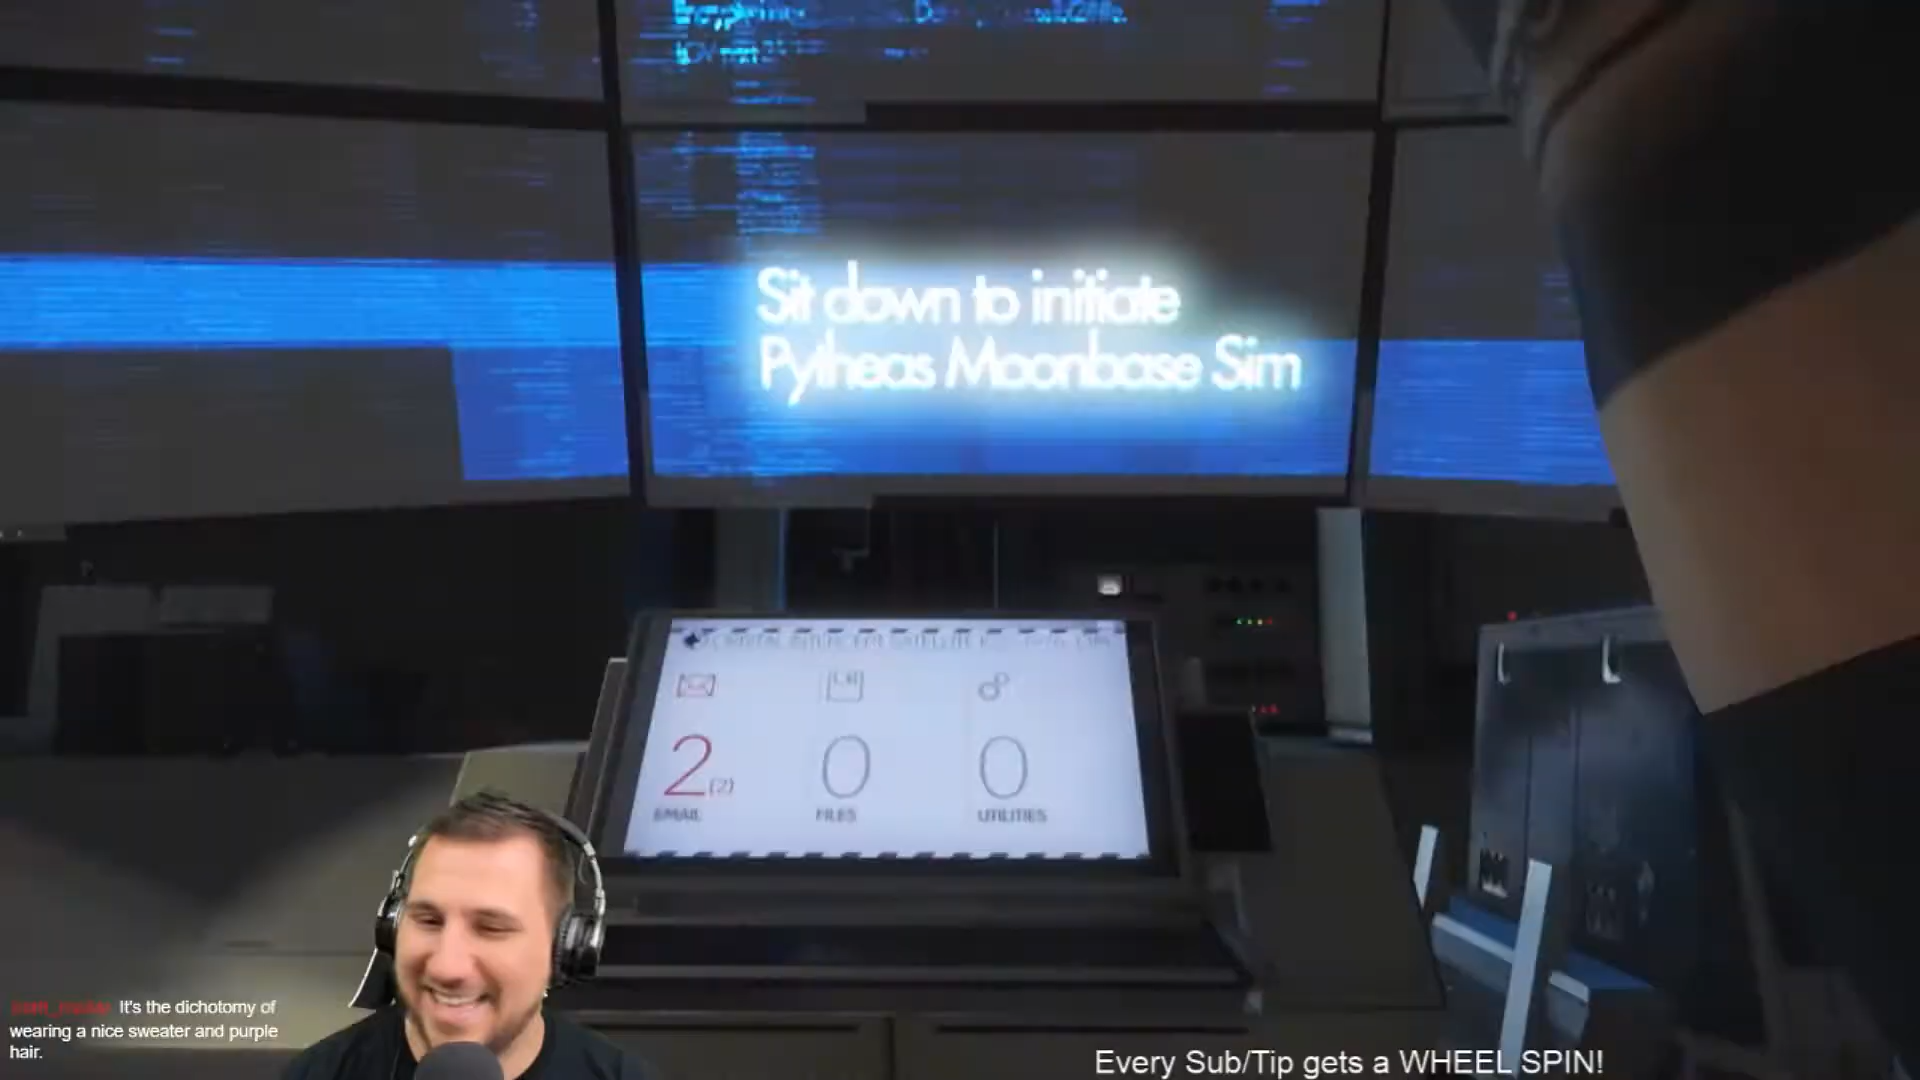 Sit down to initiate
Pytheas Moonbase Sim
2 (2)
0
0
EMAIL
FILES
UTILITIES
It's the dichotomy of
wearing a nice sweater and purple
hair.
Every Sub/Tip gets a WHEEL SPIN!